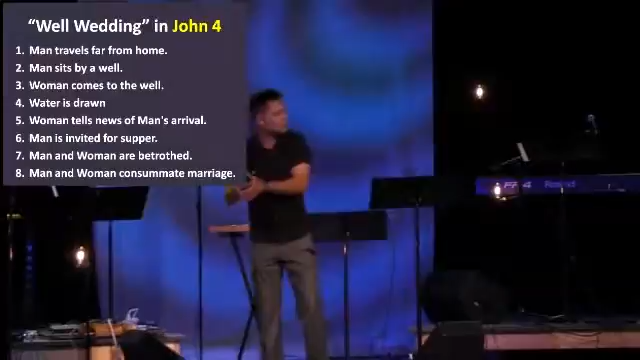 “Well Wedding” in John 4
1. Man travels far from home.
2. Man sits by a well.
3. Woman comes to the well.
4. Water is drawn
5. Woman tells news of Man's arrival.
6. Man is invited for supper.
7. Man and Woman are betrothed.
8. Man and Woman consummate marriage.
Roland